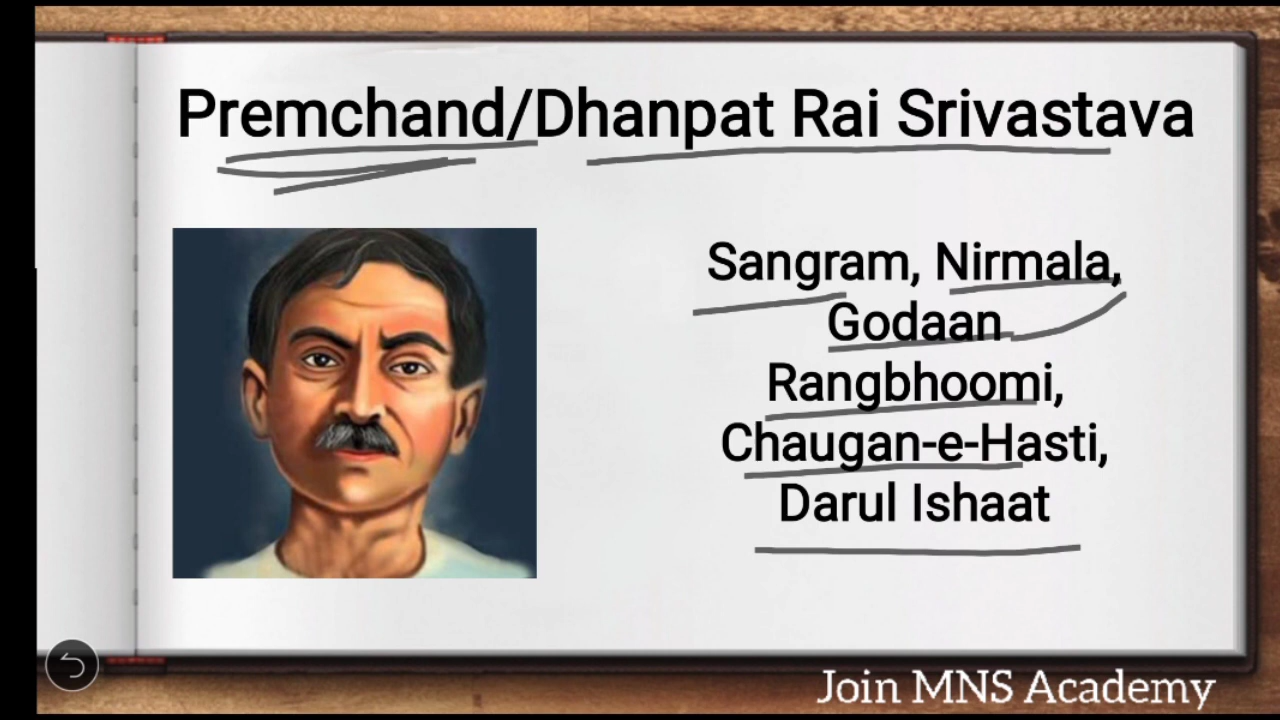 Premchand/Dhanpat Rai Srivastava
Sangram, Nirmala,
Godaan
Rangbhoomi,
Chaugan-e-Hasti,
Darul Ishaat
Join MNS Academy